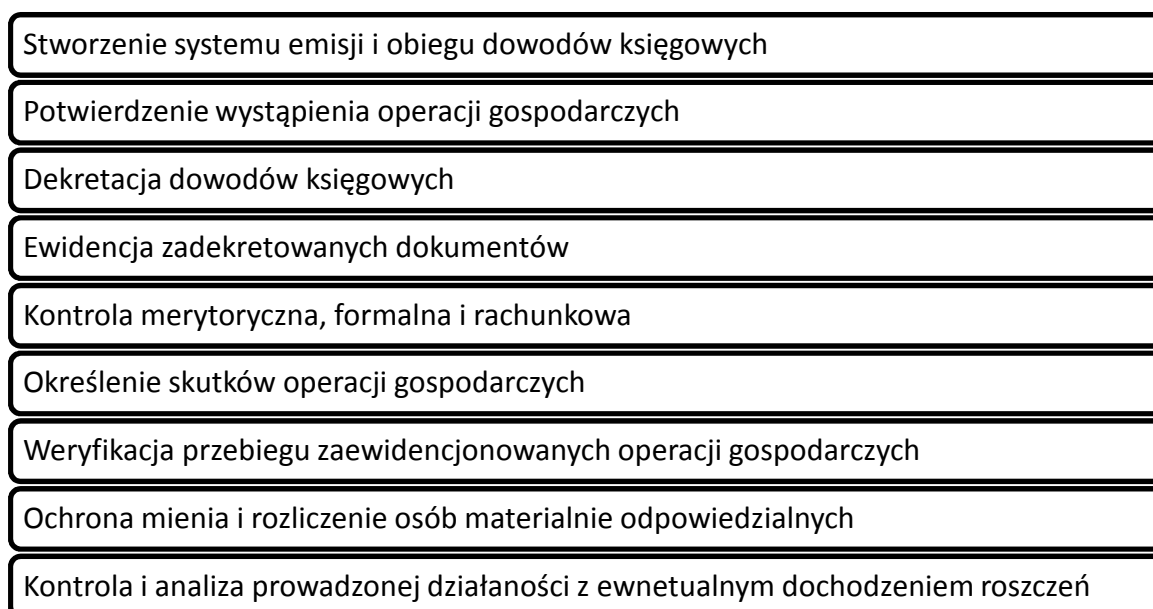 Stworzenie systemu emisji i obiegu dowodów księgowych
Potwierdzenie wystąpienia operacji gospodarczych
Dekretacja dowodów księgowych
Ewidencja zadekretowanych dokumentów
Kontrola merytoryczna, formalna i rachunkowa
Określenie skutków operacji gospodarczych
Weryfikacja przebiegu zaewidencjonowanych operacji gospodarczych
Ochrona mienia i rozliczenie osób materialnie odpowiedzialnych
Kontrola i analiza prowadzonej działaności z ewnetualnym dochodzeniem roszczeń